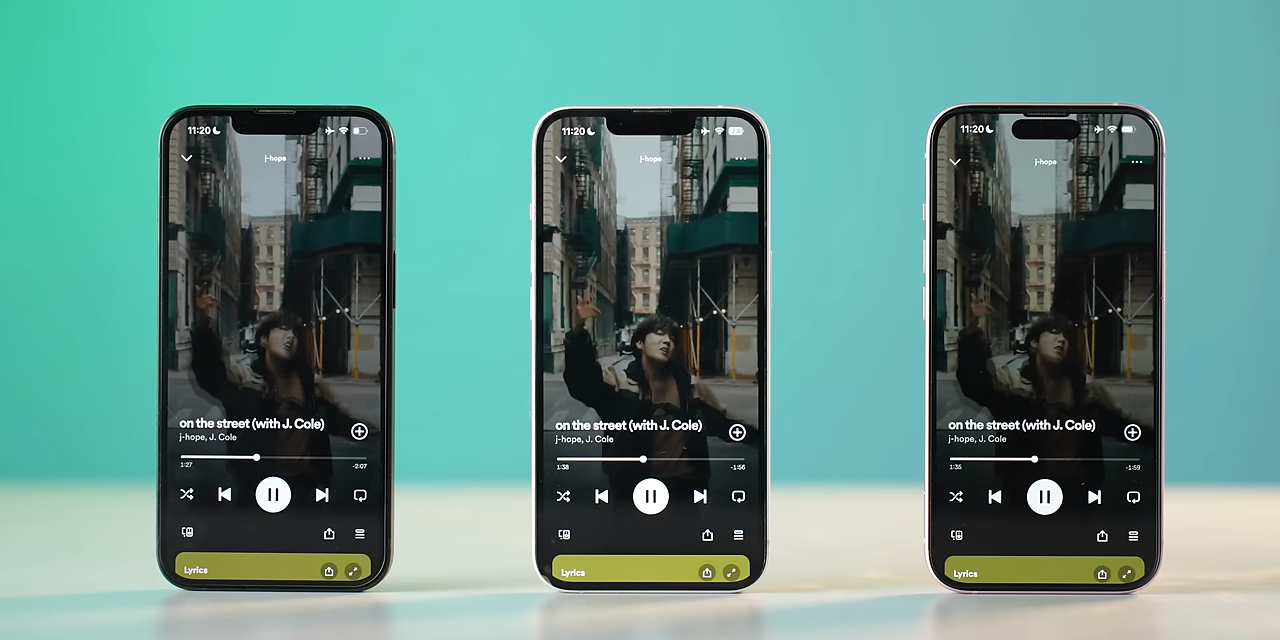 11:20
j-hope
on the street (with J. Cole)
j-hope, J. Cole
1:27
-2:07
Lyrics
11:20
j-hope
on the street (with J. Cole)
j-hope, J. Cole
1:38
-1:56
Lyrics
11:20
j-hope
on the street (with J. Cole)
j-hope, J. Cole
1:35
-1:59
Lyrics